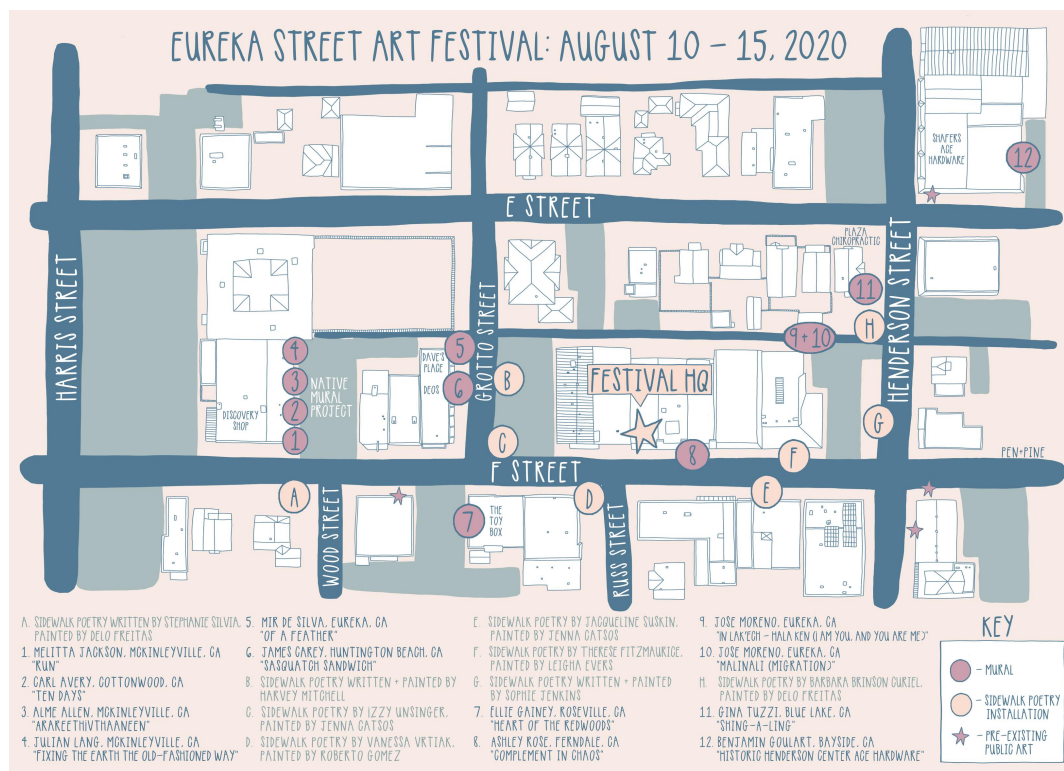 EUREKA STREET ART FESTIVAL: AUGUST 10 - 15, 2020
SHAFERS
ACE
HARDWARE
12
E STREET
HARRIS STREET
GROTTO STREET
HENDERSON STREET
PLAZA
CHIROPRACTIC
11
H
9 + 10
4
3
2
1
NATIVE
MURAL
PROJECT
DISCOVERY
SHOP
DAVE'S
PLACE
DEOS
5
6
B
C
FESTIVAL HQ
8
F
G
PEN+PINE
F STREET
A
WOOD STREET
7
THE
TOY
BOX
D
RUSS STREET
E
A. SIDEWALK POETRY WRITTEN BY STEPHANIE SILVIA,
PAINTED BY DELO FREITAS
1. MELITTA JACKSON, MCKINLEYVILLE, CA
"RUN"
2. CARL AVERY, COTTONWOOD, CA
"TEN DAYS"
3. ALME ALLEN, MCKINLEYVILLE, CA
"ARAREETHIVTHAANEEN"
4. JULIAN LANG, MCKINLEYVILLE, CA
"FIXING THE EARTH THE OLD-FASHIONED WAY"
5. MIR DE SILVA, EUREKA, CA
"OF A FEATHER"
6. JAMES CAREY, HUNTINGTON BEACH, CA
"SASQUATCH SANDWICH"
B. SIDEWALK POETRY WRITTEN + PAINTED BY
HARVEY MITCHELL
C. SIDEWALK POETRY BY IZZY UNSINGER,
PAINTED BY JENNA CATSOS
D. SIDEWALK POETRY BY VANESSA VRTIAK,
PAINTED BY ROBERTO GOMEZ
E. SIDEWALK POETRY BY JACQUELINE SUSKIN,
PAINTED BY JENNA CATSOS
F. SIDEWALK POETRY BY THERESE FITZMAURICE,
PAINTED BY LEIGHA EVERS
G. SIDEWALK POETRY WRITTEN + PAINTED
BY SOPHIE JENKINS
7. ELLIE GAINEY, ROSEVILLE, CA
"HEART OF THE REDWOODS"
8. ASHLEY ROSE, FERNDALE, CA
"COMPLEMENT IN CHAOS"
9. JOSE MORENO, EUREKA, CA
"IN LAK'ECH - HALA KEN (I AM YOU, AND YOU ARE ME)"
10. JOSE MORENO, EUREKA, CA
"MALINALI (MIGRATION)"
H. SIDEWALK POETRY BY BARBARA BRINSON CURIEL,
PAINTED BY DELO FREITAS
11. GINA TUZZI, BLUE LAKE, CA
"SHING-A-LING"
12. BENJAMIN GOULART, BAYSIDE, CA
"HISTORIC HENDERSON CENTER ACE HARDWARE"
KEY
- MURAL
- SIDEWALK POETRY
INSTALLATION
- PRE-EXISTING
PUBLIC ART